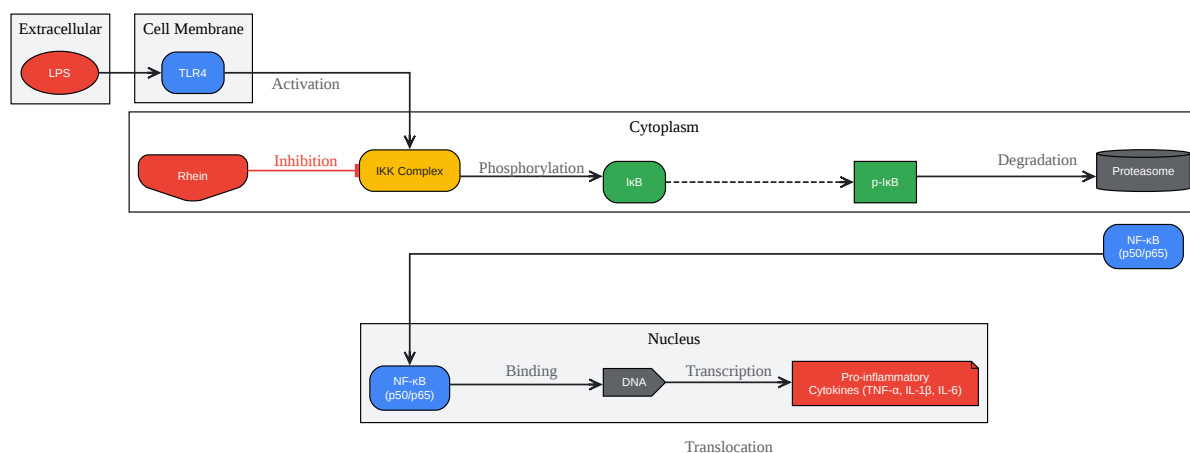 Extracellular
Cell Membrane
LPS
TLR4
Activation
Cytoplasm
Rhein
Inhibition
IKK Complex
Phosphorylation
IκB
p-IκB
Degradation
Proteasome
NF-κB
(p50/p65)
Nucleus
NF-κB
(p50/p65)
Binding
DNA
Transcription
Pro-inflammatory
Cytokines (TNF-α, IL-1β, IL-6)
Translocation